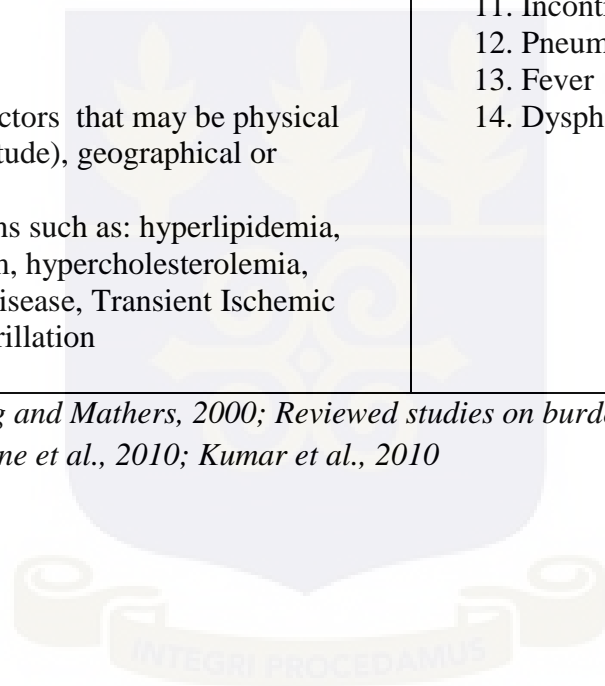 11. Inconti
12. Pneum
13. Fever
14. Dysph
ctors that may be physical
tude), geographical or
ns such as: hyperlipidemia,
n, hypercholesterolemia,
isease, Transient Ischemic
rillation
g and Mathers, 2000; Reviewed studies on burd
ne et al., 2010; Kumar et al., 2010
INTEGRI PROCEDAMUS